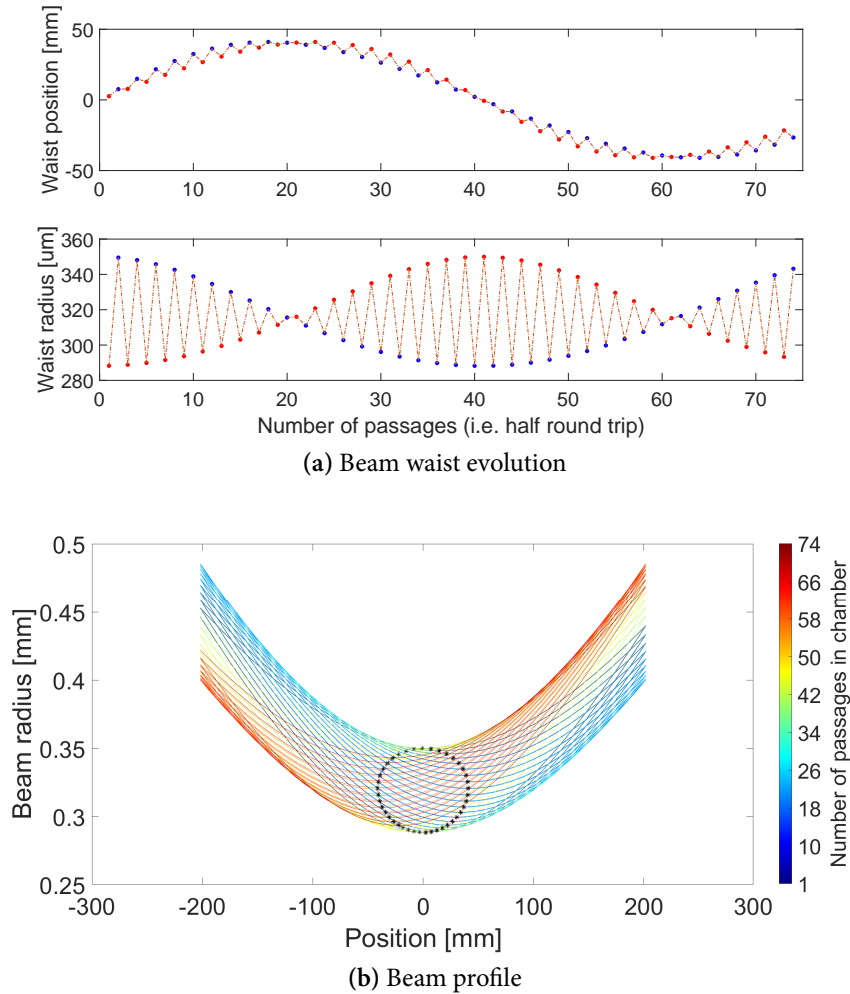 50
0
-50
Waist position [mm]
0 10 20 30 40 50 60 70
360
340
320
300
280
Waist radius [um]
0 10 20 30 40 50 60 70
Number of passages (i.e. half round trip)
(a) Beam waist evolution
0.5
0.45
0.4
0.35
0.3
0.25
Beam radius [mm]
-300 -200 -100 0 100 200 300
Position [mm]
74
66
58
50
42
34
26
18
10
1
Number of passages in chamber
(b) Beam profile